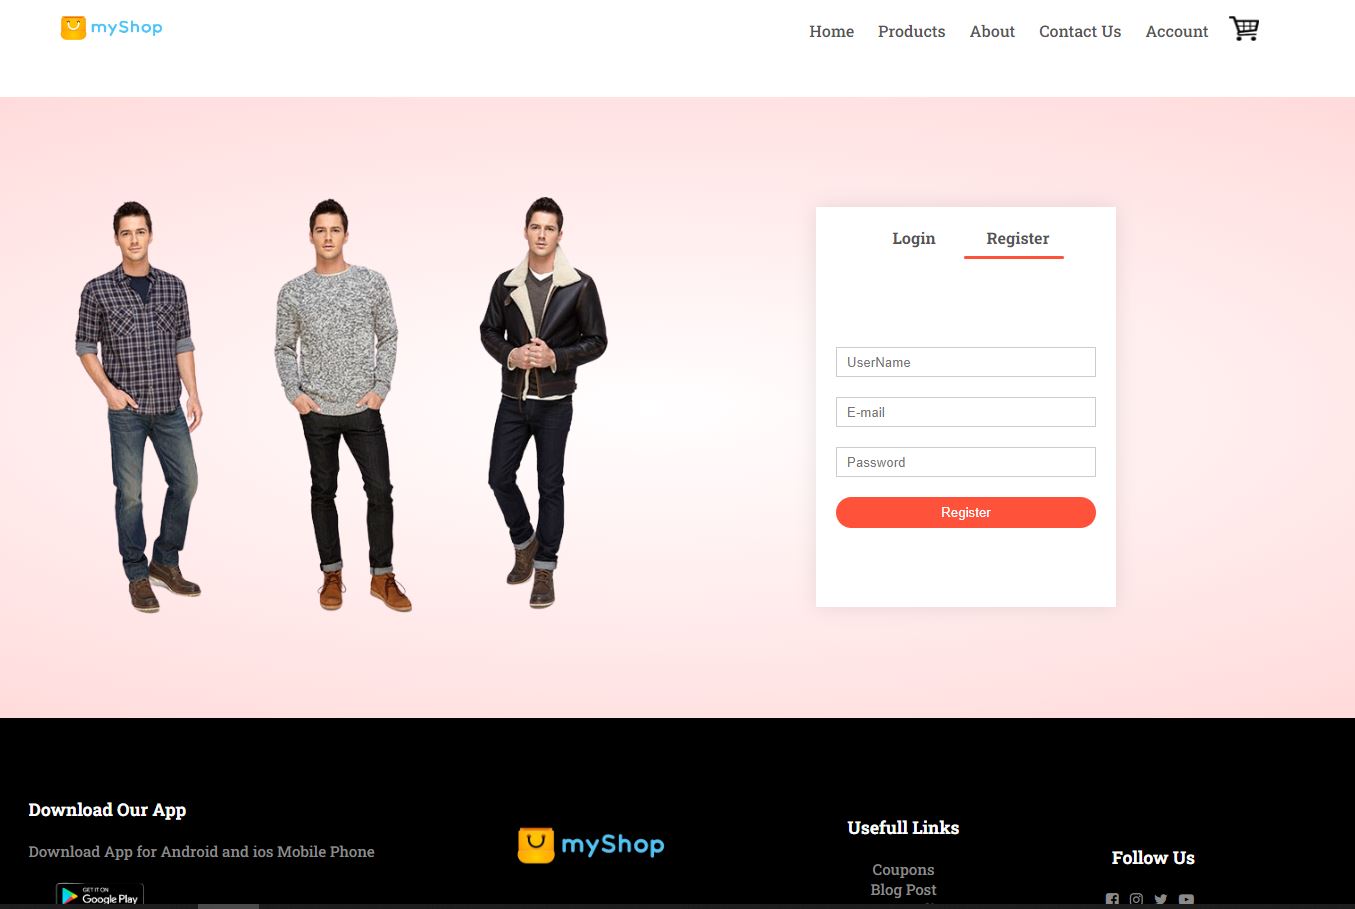 myShop
Home Products About Contact Us Account
Login Register
UserName
E-mail
Password
Register
Download Our App
Download App for Android and ios Mobile Phone
GET IT ON
Google Play
myShop
Usefull Links
Coupons
Blog Post
Follow Us